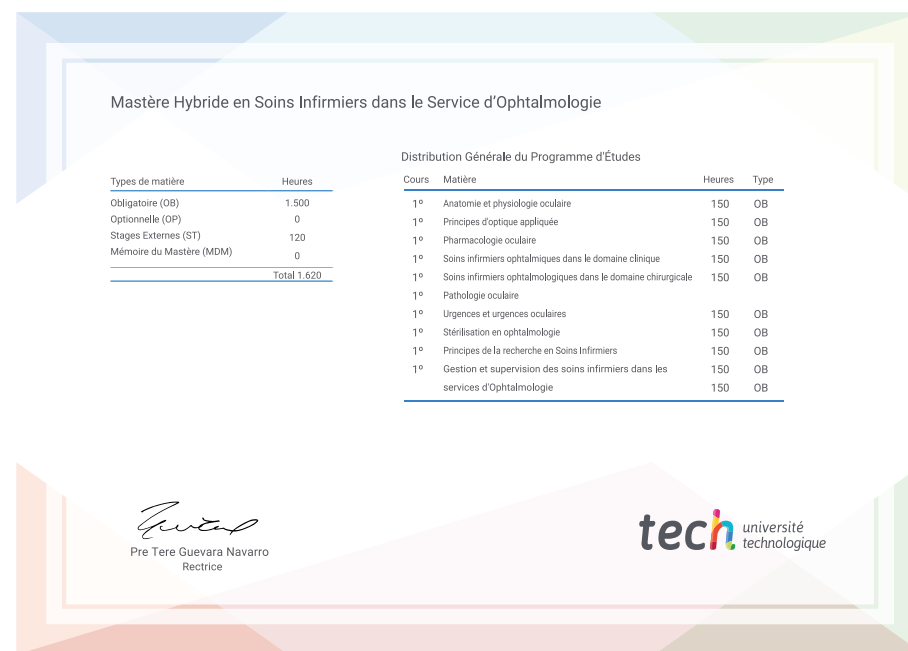 Mastère Hybride en Soins Infirmiers dans le Service d'Ophtalmologie
Types de matière Heures
Obligatoire (OB) 1.500
Optionnelle (OP) 0
Stages Externes (ST) 120
Mémoire du Mastère (MDM) 0
Total 1.620
Distribution Générale du Programme d'Études
Cours Matière Heures Type
1º Anatomie et physiologie oculaire 150 OB
1º Principes d'optique appliquée 150 OB
1º Pharmacologie oculaire 150 OB
1º Soins infirmiers ophtalmiques dans le domaine clinique 150 OB
1º Soins infirmiers ophtalmologiques dans le domaine chirurgicale 150 OB
1º Pathologie oculaire
1º Urgences et urgences oculaires 150 OB
1º Stérilisation en ophtalmologie 150 OB
1º Principes de la recherche en Soins Infirmiers 150 OB
1º Gestion et supervision des soins infirmiers dans les 150 OB
services d'Ophtalmologie 150 OB
Pre Tere Guevara Navarro
Rectrice
tech université
technologique